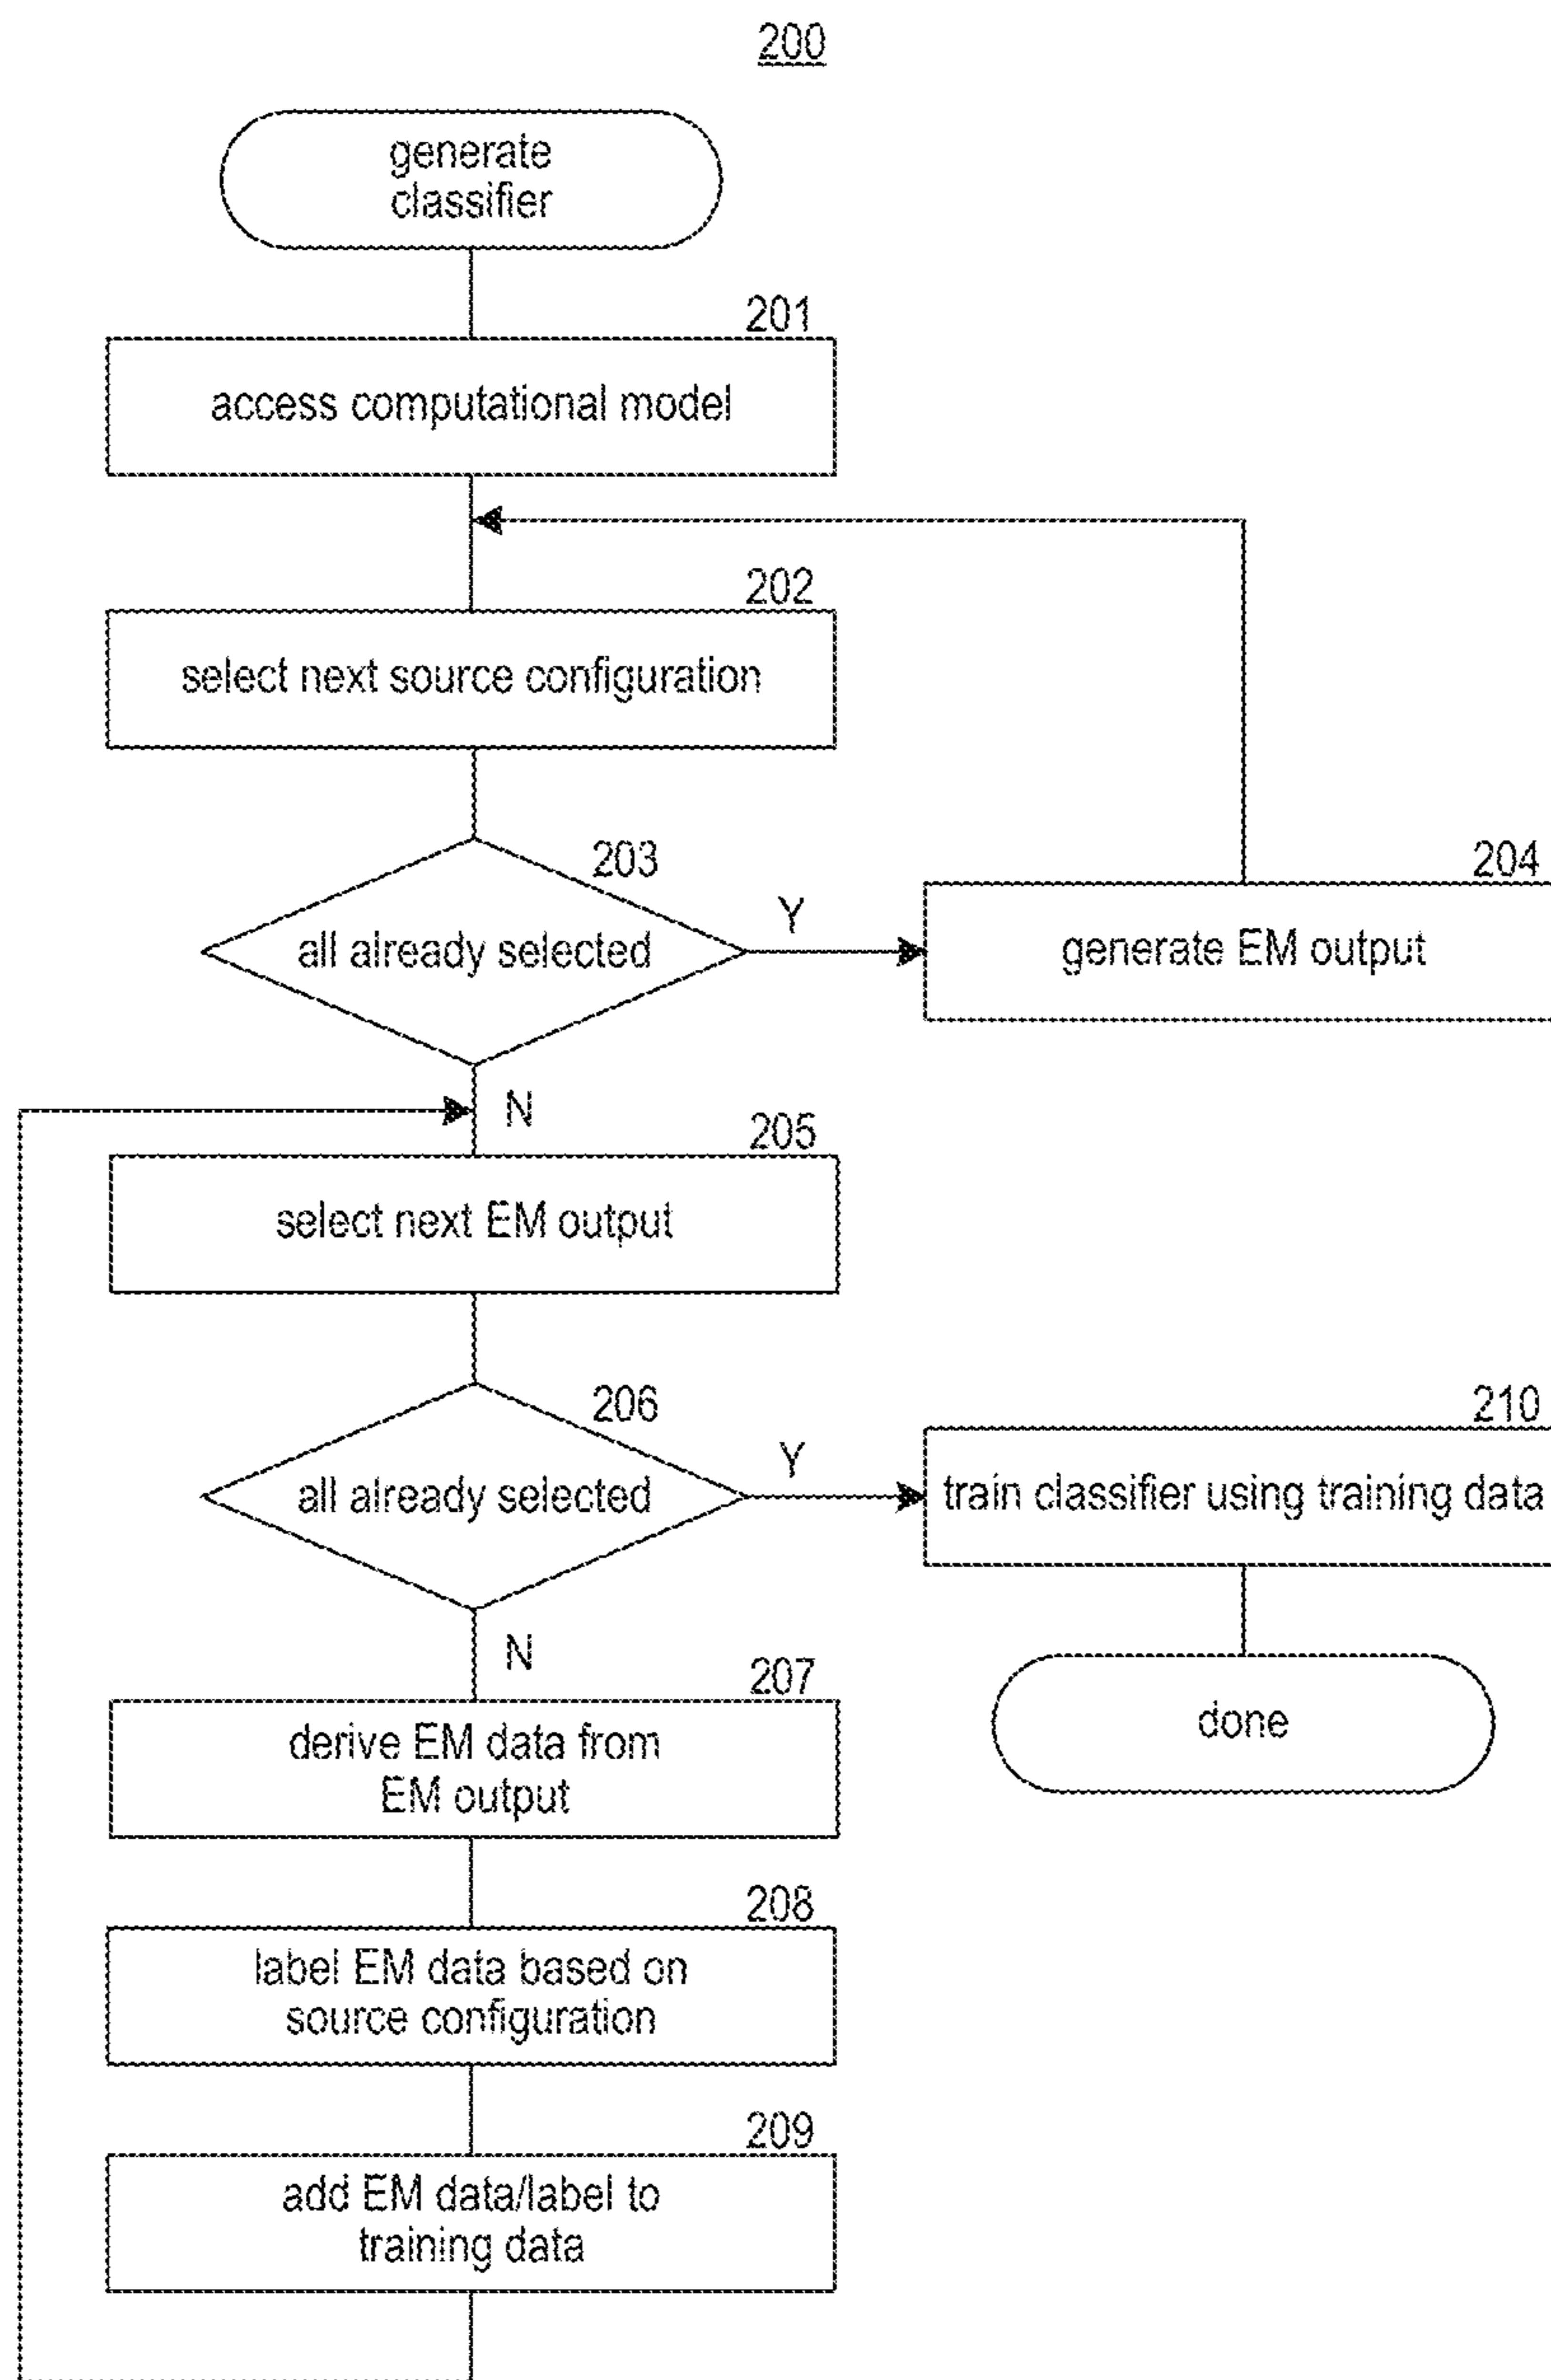 200
generate
classifier
201
access computational model
202
select next source configuration
203
all already selected
Y
204
generate EM output
N
205
select next EM output
206
all already selected
Y
210
train classifier using training data
N
207
derive EM data from
EM output
done
208
label EM data based on
source configuration
209
add EM data/label to
training data